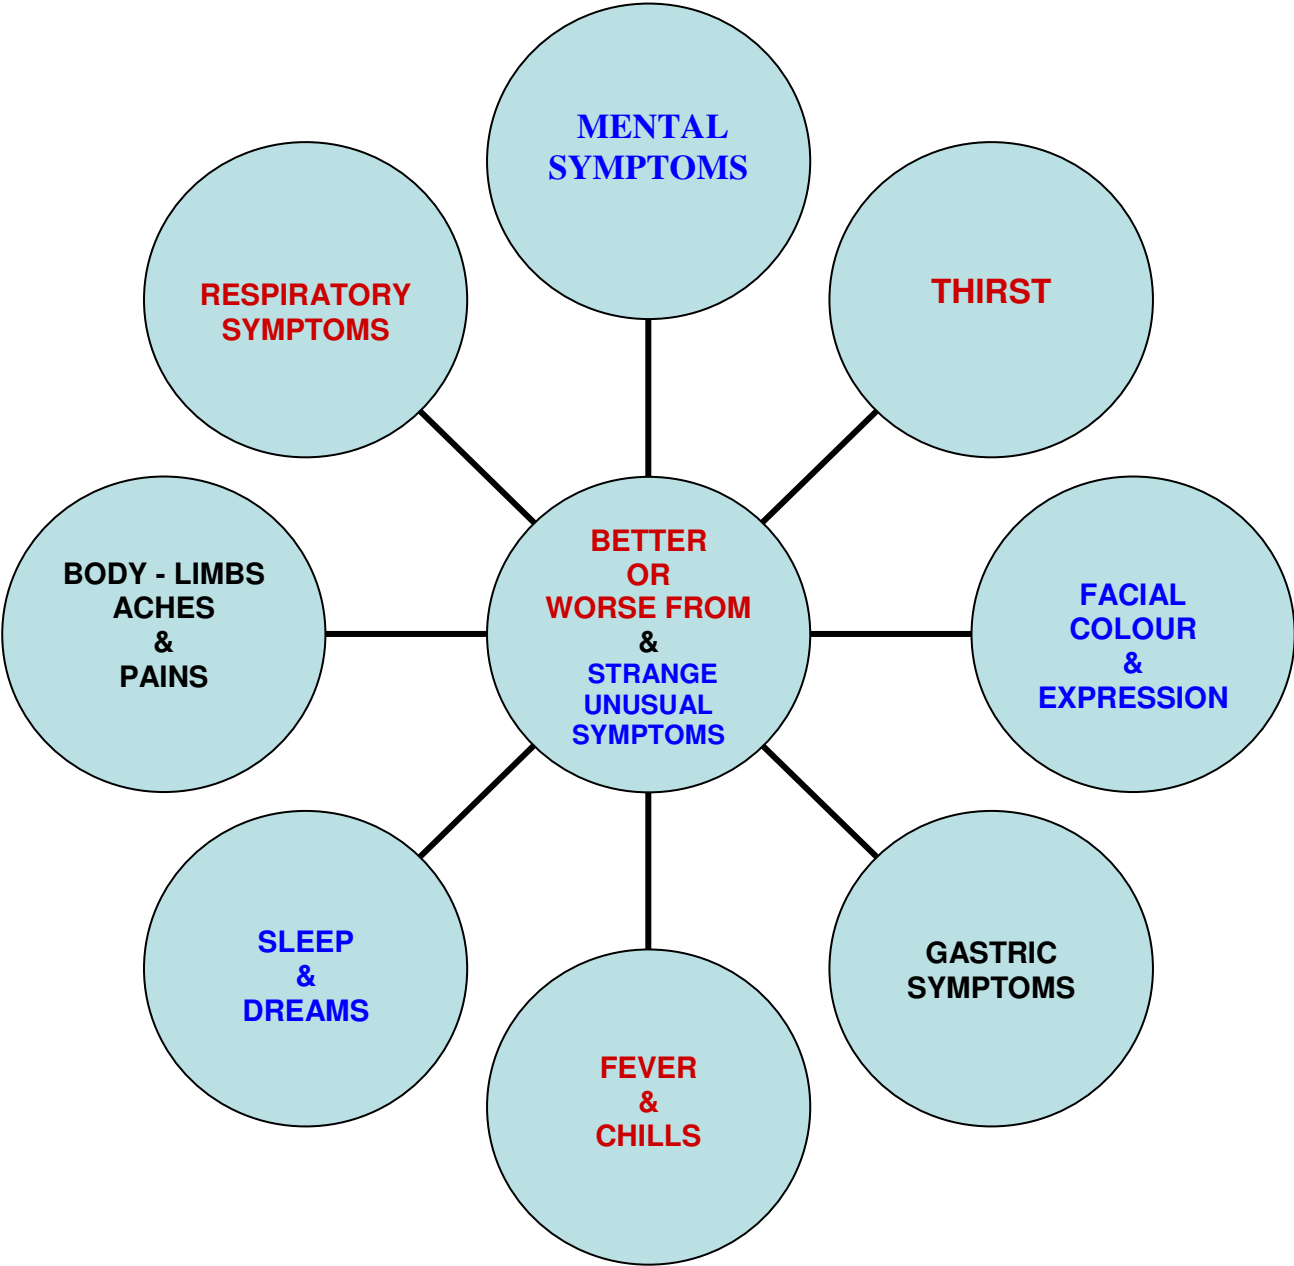 MENTAL
SYMPTOMS
THIRST
RESPIRATORY
SYMPTOMS
BETTER
OR
WORSE FROM
&
STRANGE
UNUSUAL
SYMPTOMS
BODY - LIMBS
ACHES
&
PAINS
FACIAL
COLOUR
&
EXPRESSION
SLEEP
&
DREAMS
GASTRIC
SYMPTOMS
FEVER
&
CHILLS